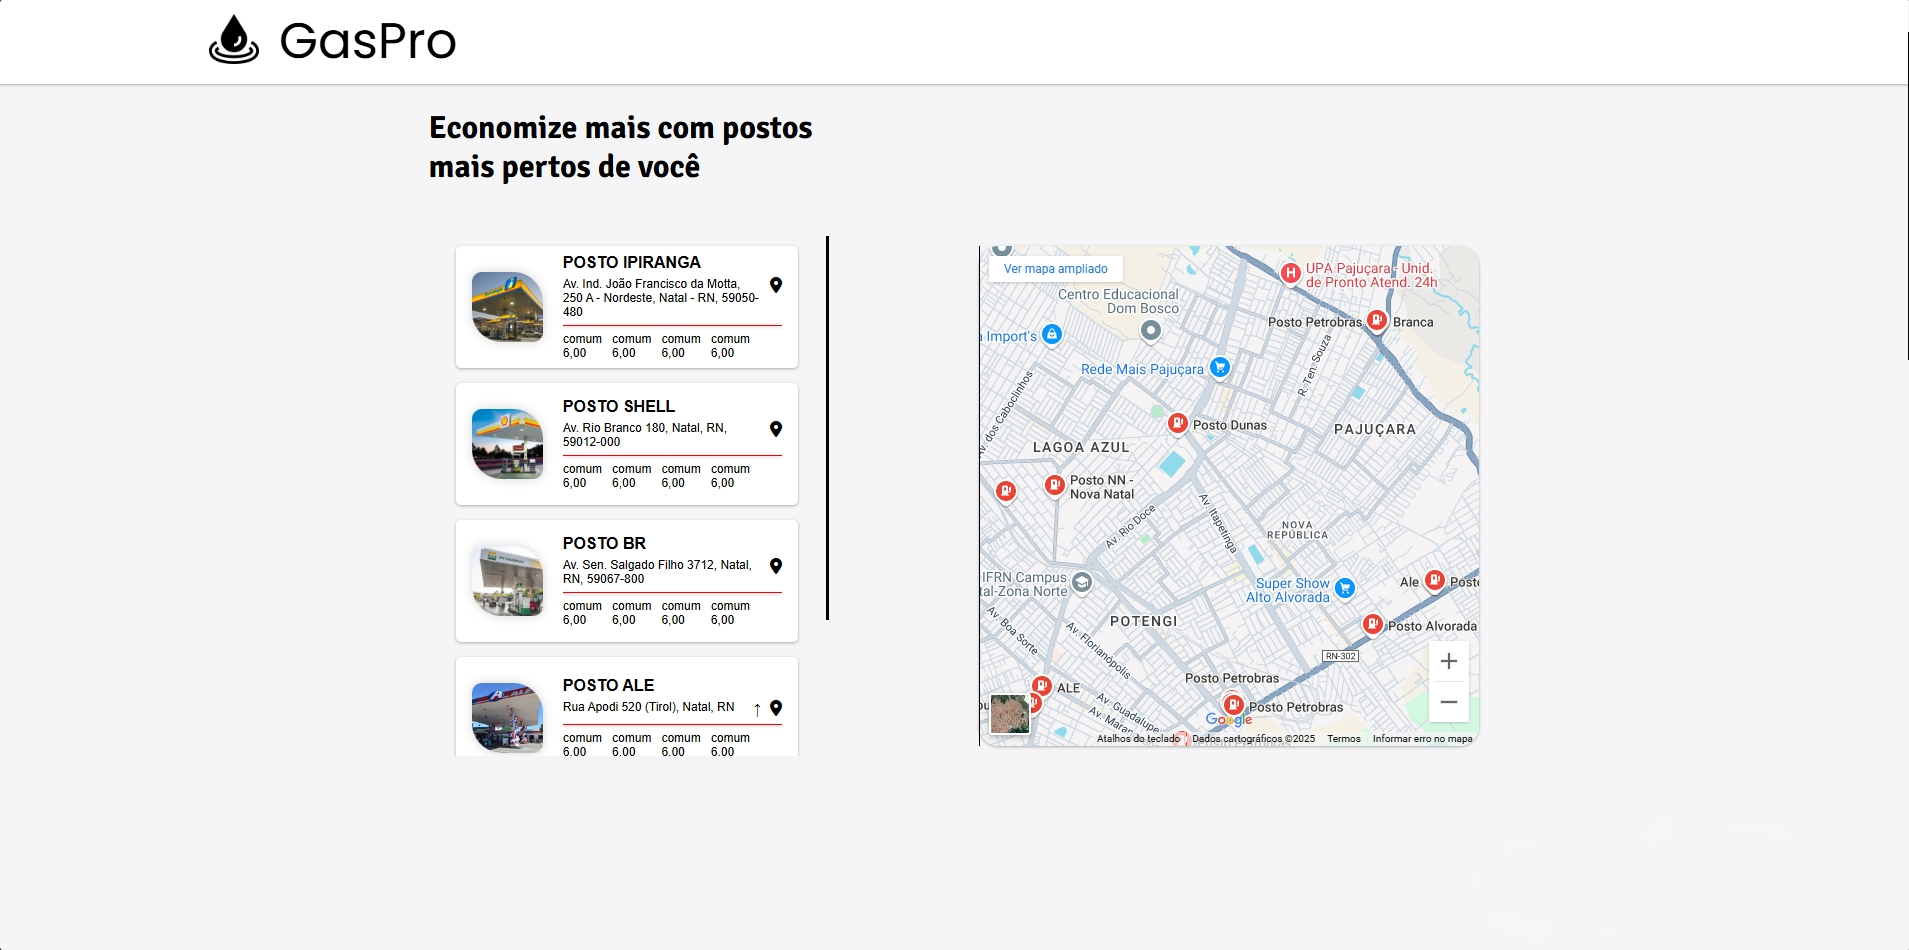 GasPro
Economize mais com postos
mais pertos de você
POSTO IPIRANGA
Av. Ind. João Francisco da Motta,
250 A - Nordeste, Natal - RN, 59050-
480
comum comum comum comum
6,00 6,00 6,00 6,00
POSTO SHELL
Av. Rio Branco 180, Natal, RN,
59012-000
comum comum comum comum
6,00 6,00 6,00 6,00
POSTO BR
Av. Sen. Salgado Filho 3712, Natal,
RN, 59067-800
comum comum comum comum
6,00 6,00 6,00 6,00
POSTO ALE
Rua Apodi 520 (Tirol), Natal, RN ↑
comum comum comum comum
6,00 6,00 6,00 6,00
Ver mapa ampliado
UPA Pajuçara - Unid.
de Pronto Atend. 24h
Centro Educacional
Dom Bosco
Posto Petrobras
Branca
Import's
Rede Mais Pajuçara
R. Ten. Souza
Av. dos Caboclinhos
Posto Dunas
PAJUÇARA
LAGOA AZUL
Posto NN -
Nova Natal
Av. Rio Doce
Av. Itapetinga
NOVA
REPÚBLICA
IFRN Campus
tal-Zona Norte
Super Show
Alto Alvorada
Ale
Posto
POTENGI
Av. Boa Sorte
Av. Florianópolis
Posto Alvorada
RN-302
Posto Petrobras
ALE
Av. Guadalupe
Posto Petrobras
Google
Atalhos do teclado
Dados cartográficos ©2025
Termos
Informar erro no mapa